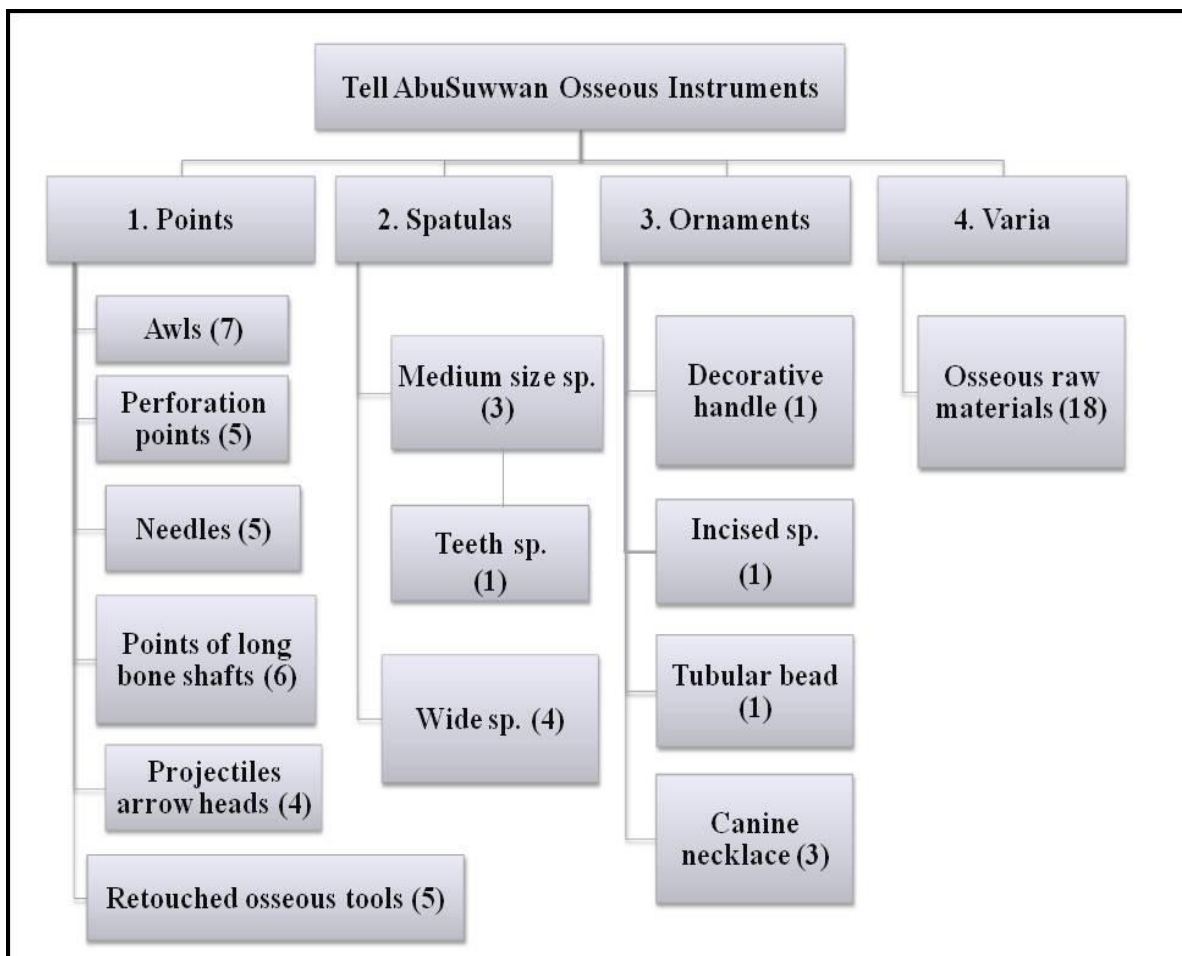 Tell AbuSuwwan Osseous Instruments
1. Points
2. Spatulas
3. Ornaments
4. Varia
Awls (7)
Perforation
points (5)
Needles (5)
Points of long
bone shafts (6)
Projectiles
arrow heads (4)
Retouched osseous tools (5)
Medium size sp.
(3)
Teeth sp.
(1)
Wide sp. (4)
Decorative
handle (1)
Incised sp.
(1)
Tubular bead
(1)
Canine
necklace (3)
Osseous raw
materials (18)